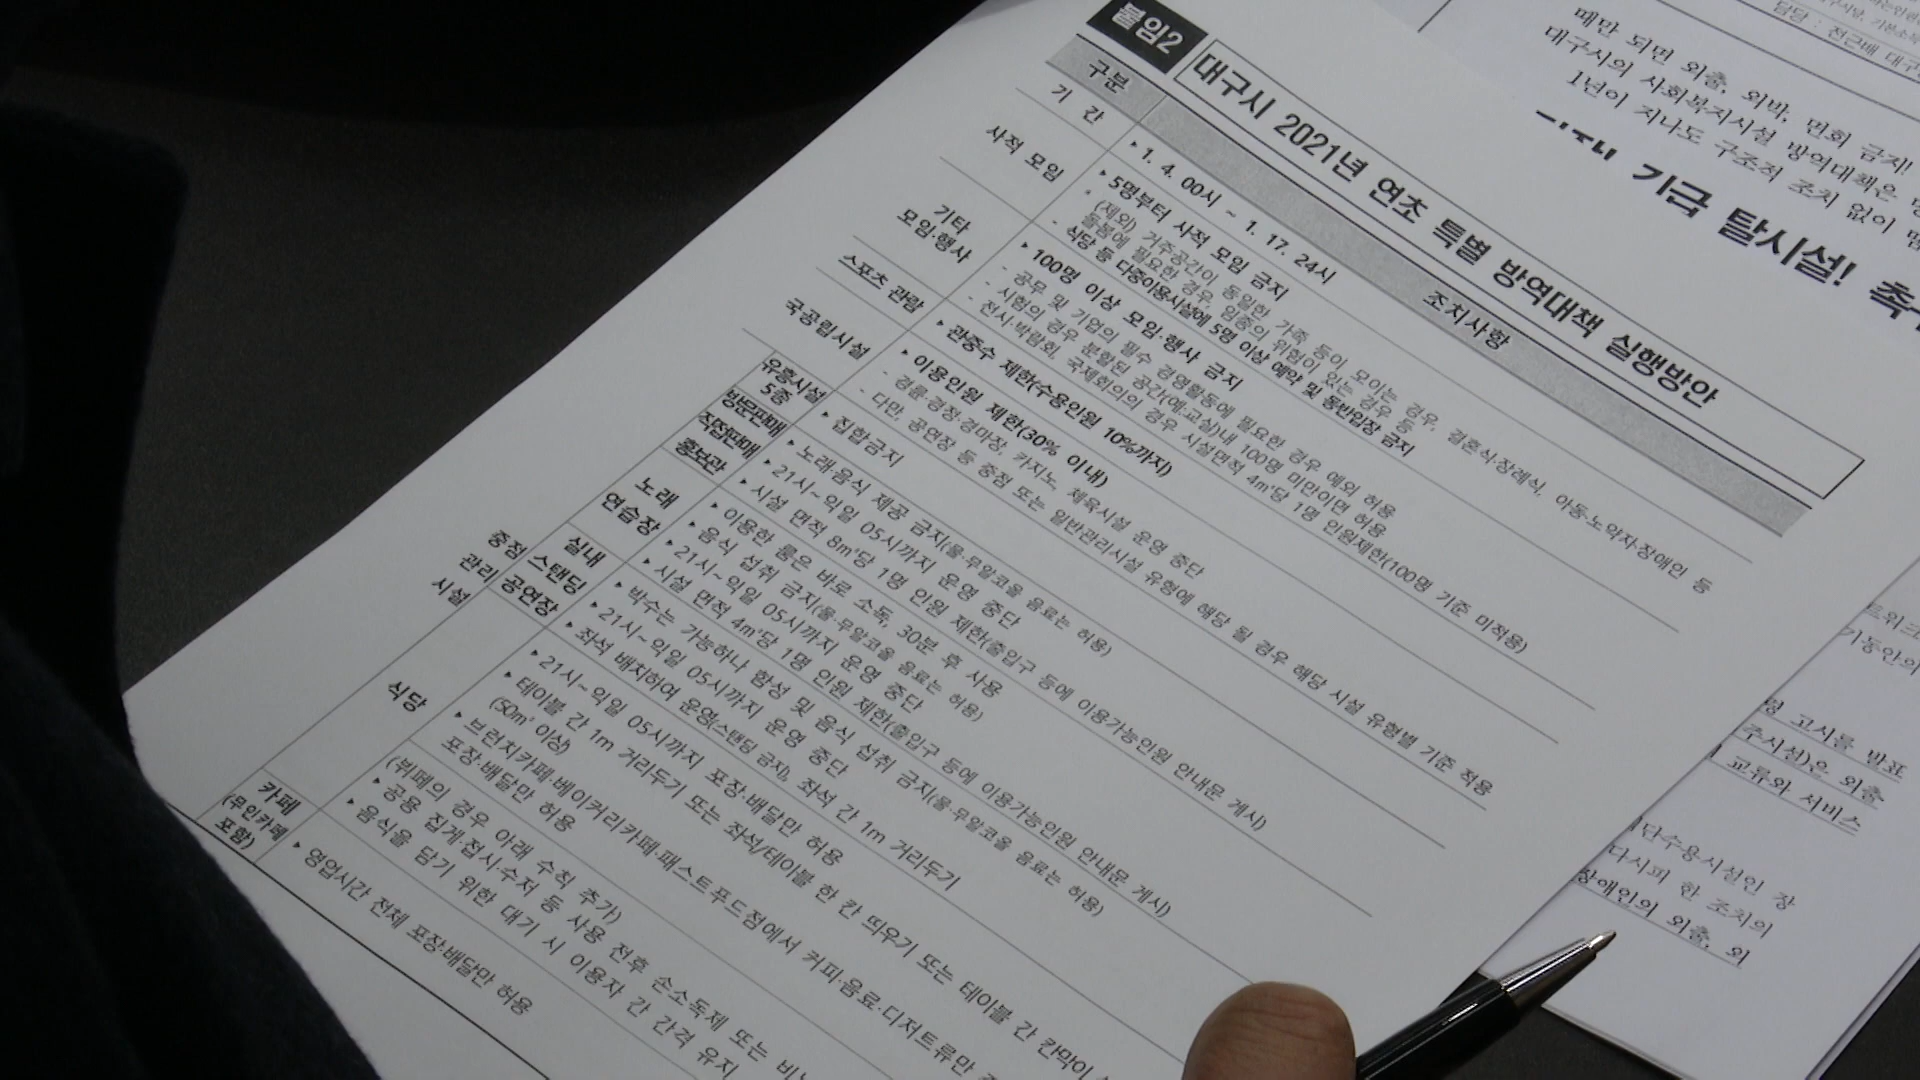 붙임2
대구시 2021년 연초 특별 방역대책 실행방안
구분
조치사항
기 간
▸1. 4. 00시 ~ 1. 17. 24시
사적 모임
▸5명부터 사적 모임 금지
* (제외) 거주공간이 동일한 가족 등이 모이는 경우, 결혼식·장례식, 아동·노약자·장애인 등
돌봄에 필요한 경우, 임종의 위험이 있는 경우 등
- 식당 등 다중이용시설에 5명 이상 예약 및 동반입장 금지
기타
모임·행사
▸100명 이상 모임·행사 금지
- 공무 및 기업의 필수 경영활동에 필요한 경우 예외 허용
- 시험의 경우 분할된 공간(예:교실)내 100명 미만이면 허용
- 전시·박람회, 국제회의의 경우 시설면적 4㎡당 1명 인원제한(100명 기준 미적용)
스포츠 관람
▸관중수 제한(수용인원 10%까지)
국공립시설
▸이용인원 제한(30% 이내)
- 경륜·경정·경마장, 카지노, 체육시설 운영 중단
- 다만, 공연장 등 중점 또는 일반관리시설 유형에 해당 될 경우 해당 시설 유형별 기준 적용
중점
관리
시설
유흥시설
5종
▸집합금지
방문판매
직접판매
홍보관
▸노래·음식 제공 금지(물·무알코올 음료는 허용)
▸21시~익일 05시까지 운영 중단
▸시설 면적 8㎡당 1명 인원 제한(출입구 등에 이용가능인원 안내문 게시)
노래
연습장
▸이용한 룸은 바로 소독, 30분 후 사용
▸음식 섭취 금지(물·무알코올 음료는 허용)
▸21시~익일 05시까지 운영 중단
▸시설 면적 4㎡당 1명 인원 제한(출입구 등에 이용가능인원 안내문 게시)
실내
스탠딩
공연장
▸박수는 가능하나 함성 및 음식 섭취 금지(물·무알코올 음료는 허용)
▸21시~익일 05시까지 운영 중단
▸좌석 배치하여 운영(스탠딩 금지), 좌석 간 1m 거리두기
식당
▸21시~익일 05시까지 포장·배달만 허용
▸테이블 간 1m 거리두기 또는 좌석/테이블 한 칸 띄우기 또는 테이블 간 칸막이
(50㎡ 이상)
▸브런치카페·베이커리카페·패스트푸드점에서 커피·음료·디저트류만
포장·배달만 허용
(뷔페의 경우 아래 수칙 추가)
▸공용 집게·접시·수저 등 사용 전후 손소독제 또는
▸음식을 담기 위한 대기 시 이용자 간 간격 유지
카페
(무인카페
포함)
▸영업시간 전체 포장·배달만 허용
담당 : 전근배
때만 되면 외출, 외박, 면회 금지!
대구시의 사회복지시설 방역대책은
1년이 지나도 구조적 조치 없이
기급 탈시설!
고시를 발표
주시설)은 외출
교류와 서비스
단수용시설인 장
다시피 한 조치의
장애인의 외출, 외